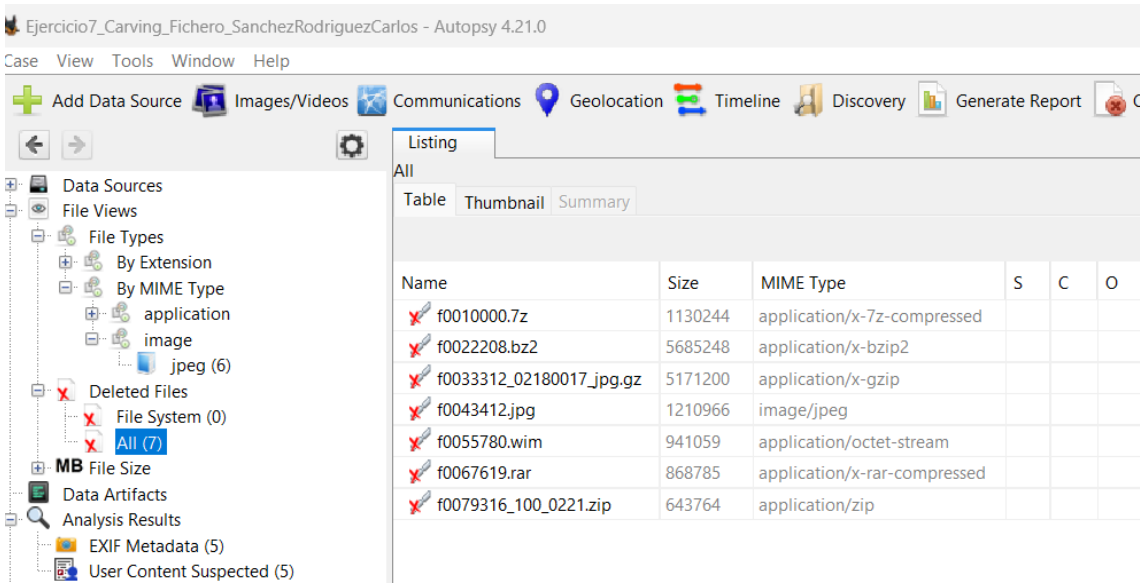 Ejercicio7_Carving_Fichero_SanchezRodriguezCarlos - Autopsy 4.21.0
Case View Tools Window Help
Add Data Source Images/Videos Communications Geolocation Timeline Discovery Generate Report C
Listing
All
Table Thumbnail Summary
Data Sources
File Views
File Types
By Extension
By MIME Type
application
image
jpeg (6)
Deleted Files
File System (0)
All (7)
MB File Size
Data Artifacts
Analysis Results
EXIF Metadata (5)
User Content Suspected (5)
Name Size MIME Type S C O
f0010000.7z 1130244 application/x-7z-compressed
f0022208.bz2 5685248 application/x-bzip2
f0033312_02180017_jpg.gz 5171200 application/x-gzip
f0043412.jpg 1210966 image/jpeg
f0055780.wim 941059 application/octet-stream
f0067619.rar 868785 application/x-rar-compressed
f0079316_100_0221.zip 643764 application/zip